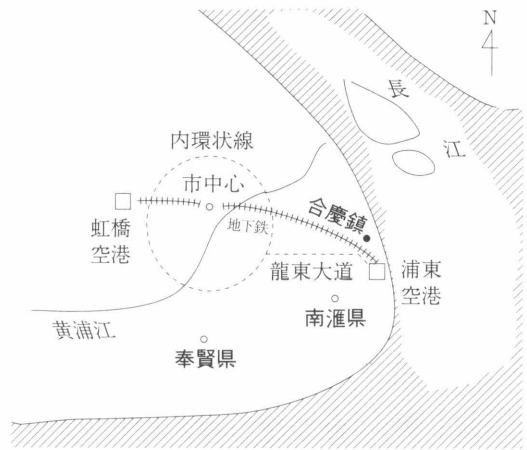 N
長
江
内環状線
市中心
合慶鎮
地下鉄
虹橋
空港
龍東大道
浦東
空港
南滙県
黄浦江
奉賢県